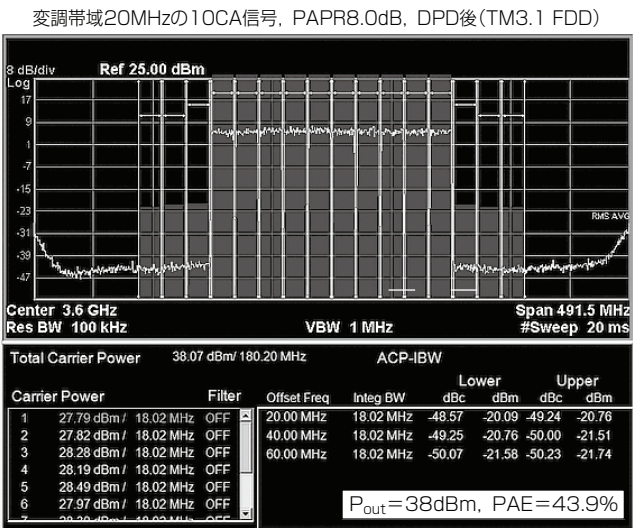 変調帯域20MHzの10CA信号, PAPR8.0dB, DPD後(TM3.1 FDD)
8 dB/div Ref 25.00 dBm
Log
17
9
1
-7
-15
-23
RMS AVG
-31
-39
-47
Center 3.6 GHz Span 491.5 MHz
Res BW 100 kHz VBW 1 MHz #Sweep 20 ms
Total Carrier Power 38.07 dBm/ 180.20 MHz ACP-IBW
Lower Upper
Carrier Power Filter Offset Freq Integ BW dBc dBm dBc dBm
1 27.79 dBm / 18.02 MHz OFF 20.00 MHz 18.02 MHz -48.57 -20.09 -49.24 -20.76
2 27.82 dBm / 18.02 MHz OFF 40.00 MHz 18.02 MHz -49.25 -20.76 -50.00 -21.51
3 28.28 dBm / 18.02 MHz OFF 60.00 MHz 18.02 MHz -50.07 -21.58 -50.23 -21.74
4 28.19 dBm / 18.02 MHz OFF
5 28.49 dBm / 18.02 MHz OFF
6 27.97 dBm / 18.02 MHz OFF
Pout=38dBm, PAE=43.9%